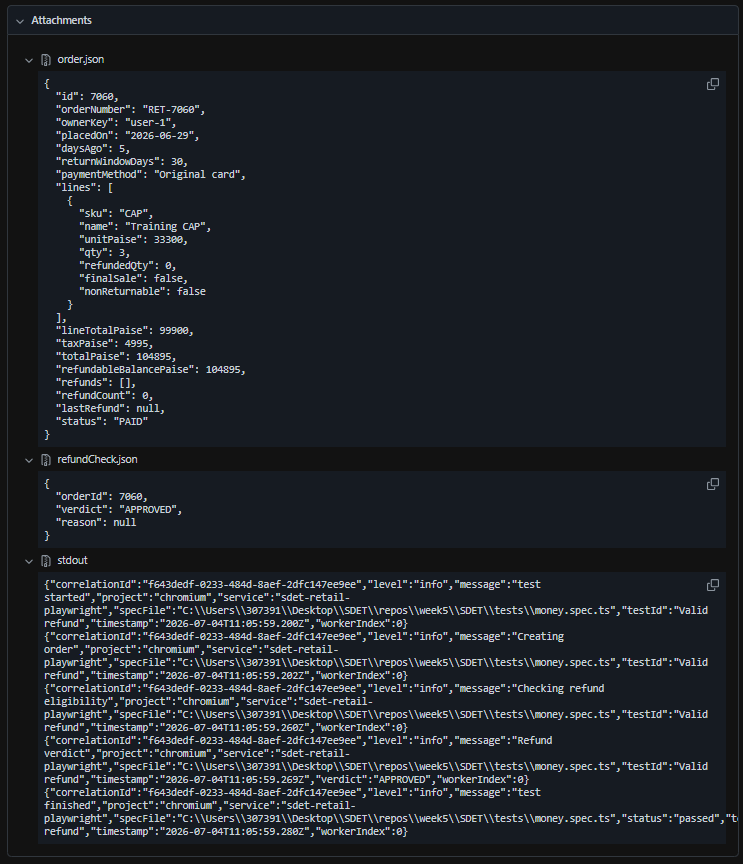 Attachments
order.json
{
"id": 7060,
"orderNumber": "RET-7060",
"ownerKey": "user-1",
"placedOn": "2026-06-29",
"daysAgo": 5,
"returnWindowDays": 30,
"paymentMethod": "Original card",
"lines": [
{
"sku": "CAP",
"name": "Training CAP",
"unitPaise": 33300,
"qty": 3,
"refundedQty": 0,
"finalSale": false,
"nonReturnable": false
}
],
"lineTotalPaise": 99900,
"taxPaise": 4995,
"totalPaise": 104895,
"refundableBalancePaise": 104895,
"refunds": [],
"refundCount": 0,
"lastRefund": null,
"status": "PAID"
}
refundCheck.json
{
"orderId": 7060,
"verdict": "APPROVED",
"reason": null
}
stdout
{"correlationId":"f643dedf-0233-484d-8aef-2dfc147ee9ee","level":"info","message":"test
started","project":"chromium","service":"sdet-retail-
playwright","specFile":"C:\\Users\\307391\\Desktop\\SDET\\repos\\week5\\SDET\\tests\\money.spec.ts","testId":"Valid
refund","timestamp":"2026-07-04T11:05:59.200Z","workerIndex":0}
{"correlationId":"f643dedf-0233-484d-8aef-2dfc147ee9ee","level":"info","message":"Creating
order","project":"chromium","service":"sdet-retail-
playwright","specFile":"C:\\Users\\307391\\Desktop\\SDET\\repos\\week5\\SDET\\tests\\money.spec.ts","testId":"Valid
refund","timestamp":"2026-07-04T11:05:59.202Z","workerIndex":0}
{"correlationId":"f643dedf-0233-484d-8aef-2dfc147ee9ee","level":"info","message":"Checking refund
eligibility","project":"chromium","service":"sdet-retail-
playwright","specFile":"C:\\Users\\307391\\Desktop\\SDET\\repos\\week5\\SDET\\tests\\money.spec.ts","testId":"Valid
refund","timestamp":"2026-07-04T11:05:59.260Z","workerIndex":0}
{"correlationId":"f643dedf-0233-484d-8aef-2dfc147ee9ee","level":"info","message":"Refund
verdict","project":"chromium","service":"sdet-retail-
playwright","specFile":"C:\\Users\\307391\\Desktop\\SDET\\repos\\week5\\SDET\\tests\\money.spec.ts","testId":"Valid
refund","timestamp":"2026-07-04T11:05:59.269Z","verdict":"APPROVED","workerIndex":0}
{"correlationId":"f643dedf-0233-484d-8aef-2dfc147ee9ee","level":"info","message":"test
finished","project":"chromium","service":"sdet-retail-
playwright","specFile":"C:\\Users\\307391\\Desktop\\SDET\\repos\\week5\\SDET\\tests\\money.spec.ts","status":"passed","t
refund","timestamp":"2026-07-04T11:05:59.280Z","workerIndex":0}